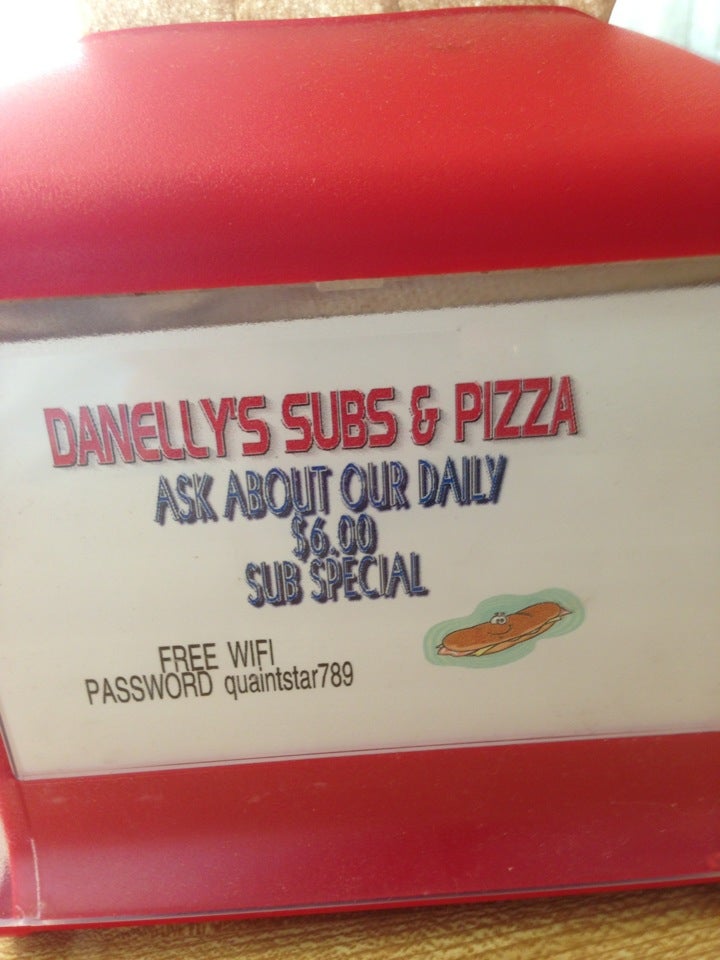 DANELLY'S SUBS & PIZZA
ASK ABOUT OUR DAILY
$6.00
SUB SPECIAL
FREE WIFI
PASSWORD quaintstar789